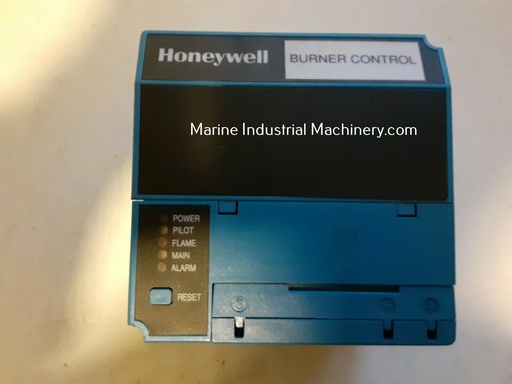 Honeywell
BURNER CONTROL
Marine Industrial Machinery.com
POWER
PILOT
FLAME
MAIN
ALARM
RESET